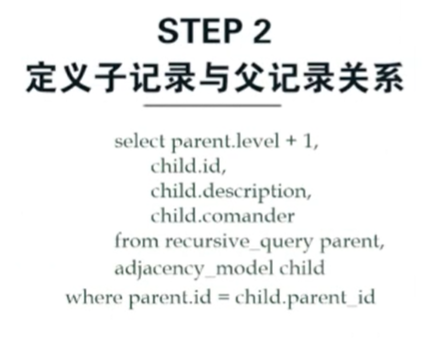 STEP 2
定义子记录与父记录关系
select parent.level + 1,
child.id,
child.description,
child.comander
from recursive_query parent,
adjacency_model child
where parent.id = child.parent_id